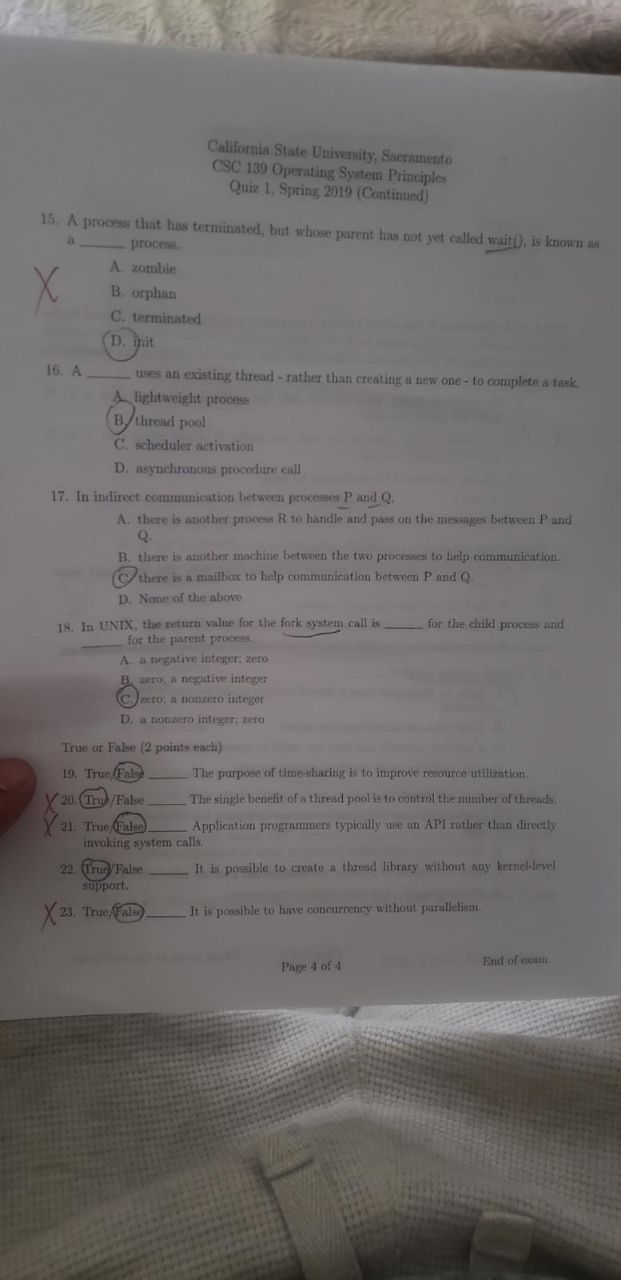 California State University, Sacramento
CSC 139 Operating System Principles
Quiz 1, Spring 2019 (Continued)
15. A process that has terminated, but whose parent has not yet called wait(), is known as
a ______ process.
A. zombie
B. orphan
C. terminated
D. init
16. A ______ uses an existing thread - rather than creating a new one - to complete a task.
A. lightweight process
B. thread pool
C. scheduler activation
D. asynchronous procedure call
17. In indirect communication between processes P and Q,
A. there is another process R to handle and pass on the messages between P and
Q.
B. there is another machine between the two processes to help communication.
C. there is a mailbox to help communication between P and Q.
D. None of the above
18. In UNIX, the return value for the fork system call is ______ for the child process and
______ for the parent process.
A. a negative integer; zero
B. zero; a negative integer
C. zero; a nonzero integer
D. a nonzero integer; zero
True or False (2 points each)
19. True/False ______ The purpose of time-sharing is to improve resource utilization.
X 20. True/False ______ The single benefit of a thread pool is to control the number of threads.
X 21. True/False ______ Application programmers typically use an API rather than directly
invoking system calls.
22. True/False ______ It is possible to create a thread library without any kernel-level
support.
X 23. True/False ______ It is possible to have concurrency without parallelism.
Page 4 of 4
End of exam